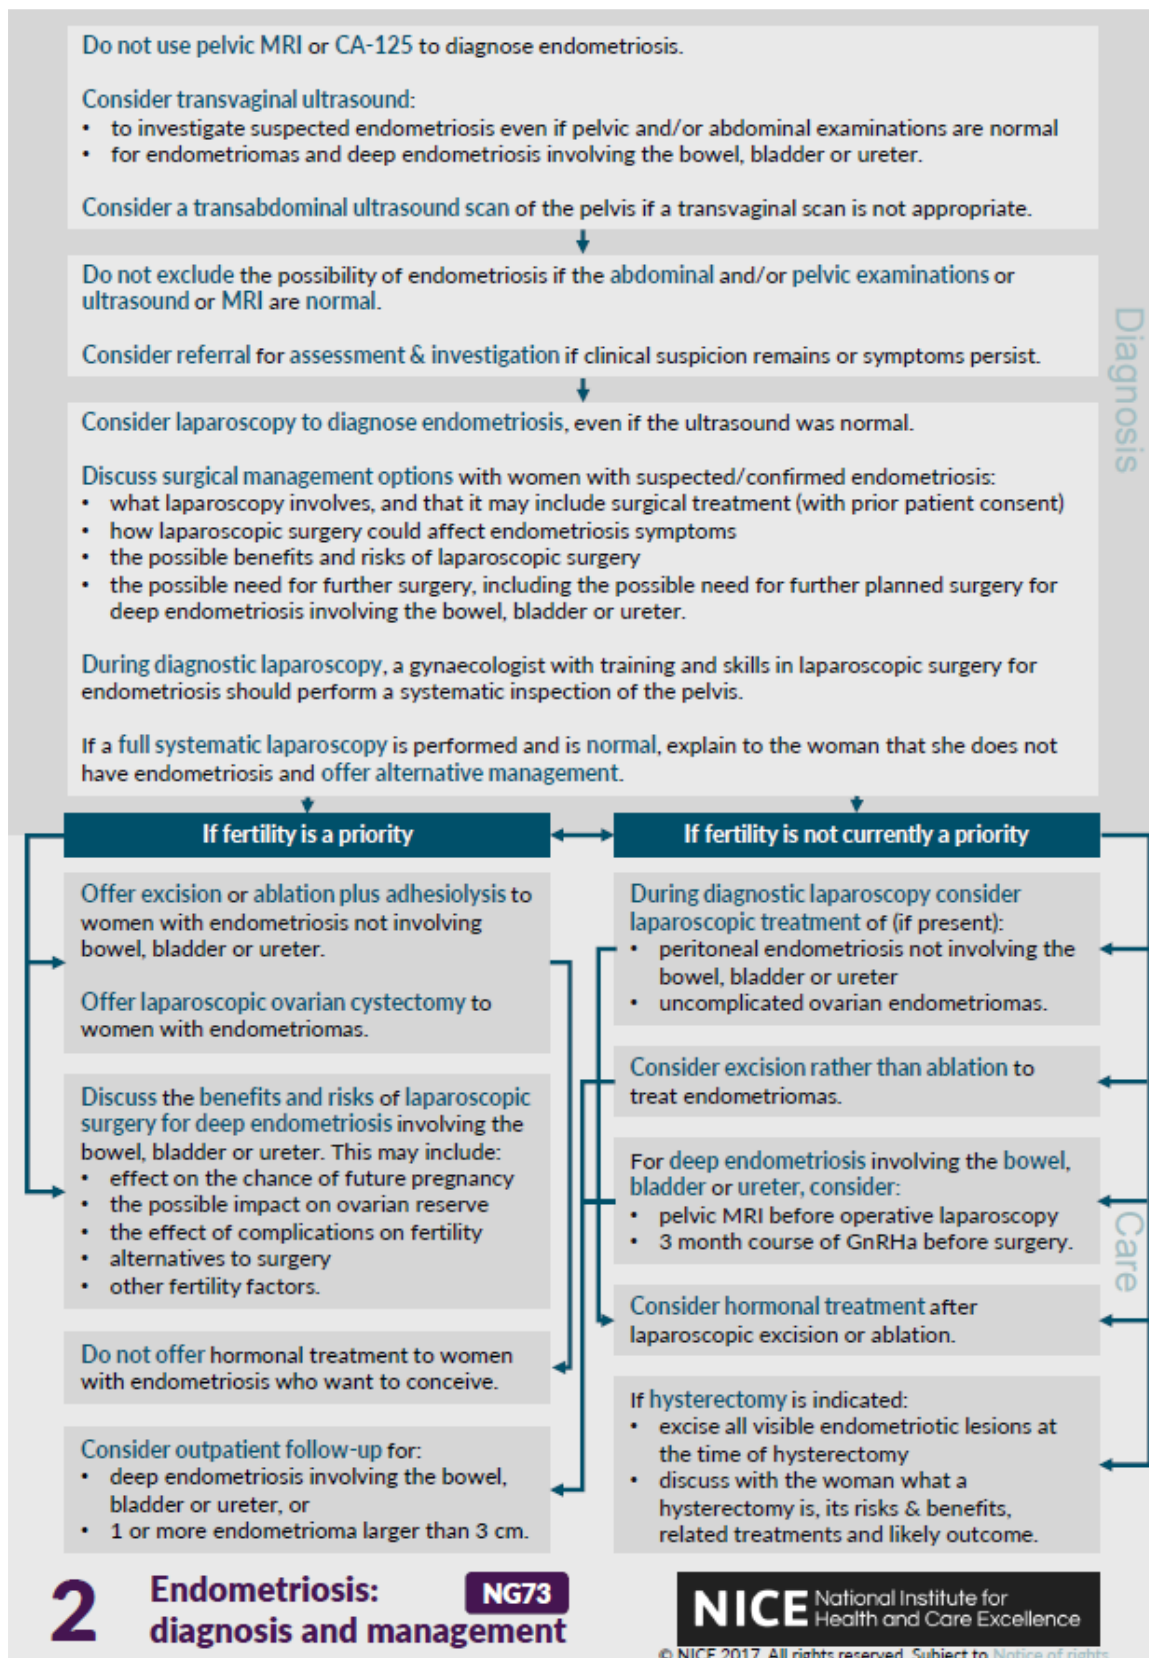 Do not use pelvic MRI or CA-125 to diagnose endometriosis.
Consider transvaginal ultrasound:
• to investigate suspected endometriosis even if pelvic and/or abdominal examinations are normal
• for endometriomas and deep endometriosis involving the bowel, bladder or ureter.
Consider a transabdominal ultrasound scan of the pelvis if a transvaginal scan is not appropriate.
Do not exclude the possibility of endometriosis if the abdominal and/or pelvic examinations or
ultrasound or MRI are normal.
Consider referral for assessment & investigation if clinical suspicion remains or symptoms persist.
Diagnosis
Consider laparoscopy to diagnose endometriosis, even if the ultrasound was normal.
Discuss surgical management options with women with suspected/confirmed endometriosis:
• what laparoscopy involves, and that it may include surgical treatment (with prior patient consent)
• how laparoscopic surgery could affect endometriosis symptoms
• the possible benefits and risks of laparoscopic surgery
• the possible need for further surgery, including the possible need for further planned surgery for
deep endometriosis involving the bowel, bladder or ureter.
During diagnostic laparoscopy, a gynaecologist with training and skills in laparoscopic surgery for
endometriosis should perform a systematic inspection of the pelvis.
If a full systematic laparoscopy is performed and is normal, explain to the woman that she does not
have endometriosis and offer alternative management.
If fertility is a priority
Offer excision or ablation plus adhesiolysis to
women with endometriosis not involving
bowel, bladder or ureter.
Offer laparoscopic ovarian cystectomy to
women with endometriomas.
Discuss the benefits and risks of laparoscopic
surgery for deep endometriosis involving the
bowel, bladder or ureter. This may include:
• effect on the chance of future pregnancy
• the possible impact on ovarian reserve
• the effect of complications on fertility
• alternatives to surgery
• other fertility factors.
Do not offer hormonal treatment to women
with endometriosis who want to conceive.
Consider outpatient follow-up for:
• deep endometriosis involving the bowel,
bladder or ureter, or
• 1 or more endometrioma larger than 3 cm.
If fertility is not currently a priority
During diagnostic laparoscopy consider
laparoscopic treatment of (if present):
• peritoneal endometriosis not involving the
bowel, bladder or ureter
• uncomplicated ovarian endometriomas.
Consider excision rather than ablation to
treat endometriomas.
For deep endometriosis involving the bowel,
bladder or ureter, consider:
• pelvic MRI before operative laparoscopy
• 3 month course of GnRHa before surgery.
Consider hormonal treatment after
laparoscopic excision or ablation.
If hysterectomy is indicated:
• excise all visible endometriotic lesions at
the time of hysterectomy
• discuss with the woman what a
hysterectomy is, its risks & benefits,
related treatments and likely outcome.
Care
2
Endometriosis:
diagnosis and management
NG73
NICE National Institute for
Health and Care Excellence
© NICE 2017. All rights reserved. Subject to Notice of rights